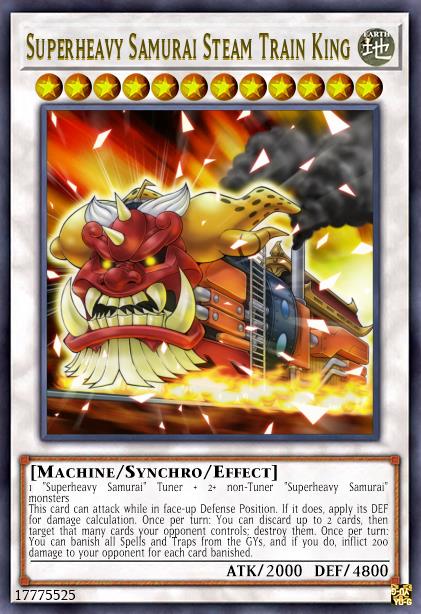 Superheavy Samurai Steam Train King
EARTH
地
[Machine/Synchro/Effect]
1 "Superheavy Samurai" Tuner + 2+ non-Tuner "Superheavy Samurai"
monsters
This card can attack while in face-up Defense Position. If it does, apply its DEF
for damage calculation. Once per turn: You can discard up to 2 cards, then
target that many cards your opponent controls; destroy them. Once per turn:
You can banish all Spells and Traps from the GYs, and if you do, inflict 200
damage to your opponent for each card banished.
ATK/2000 DEF/4800
17775525